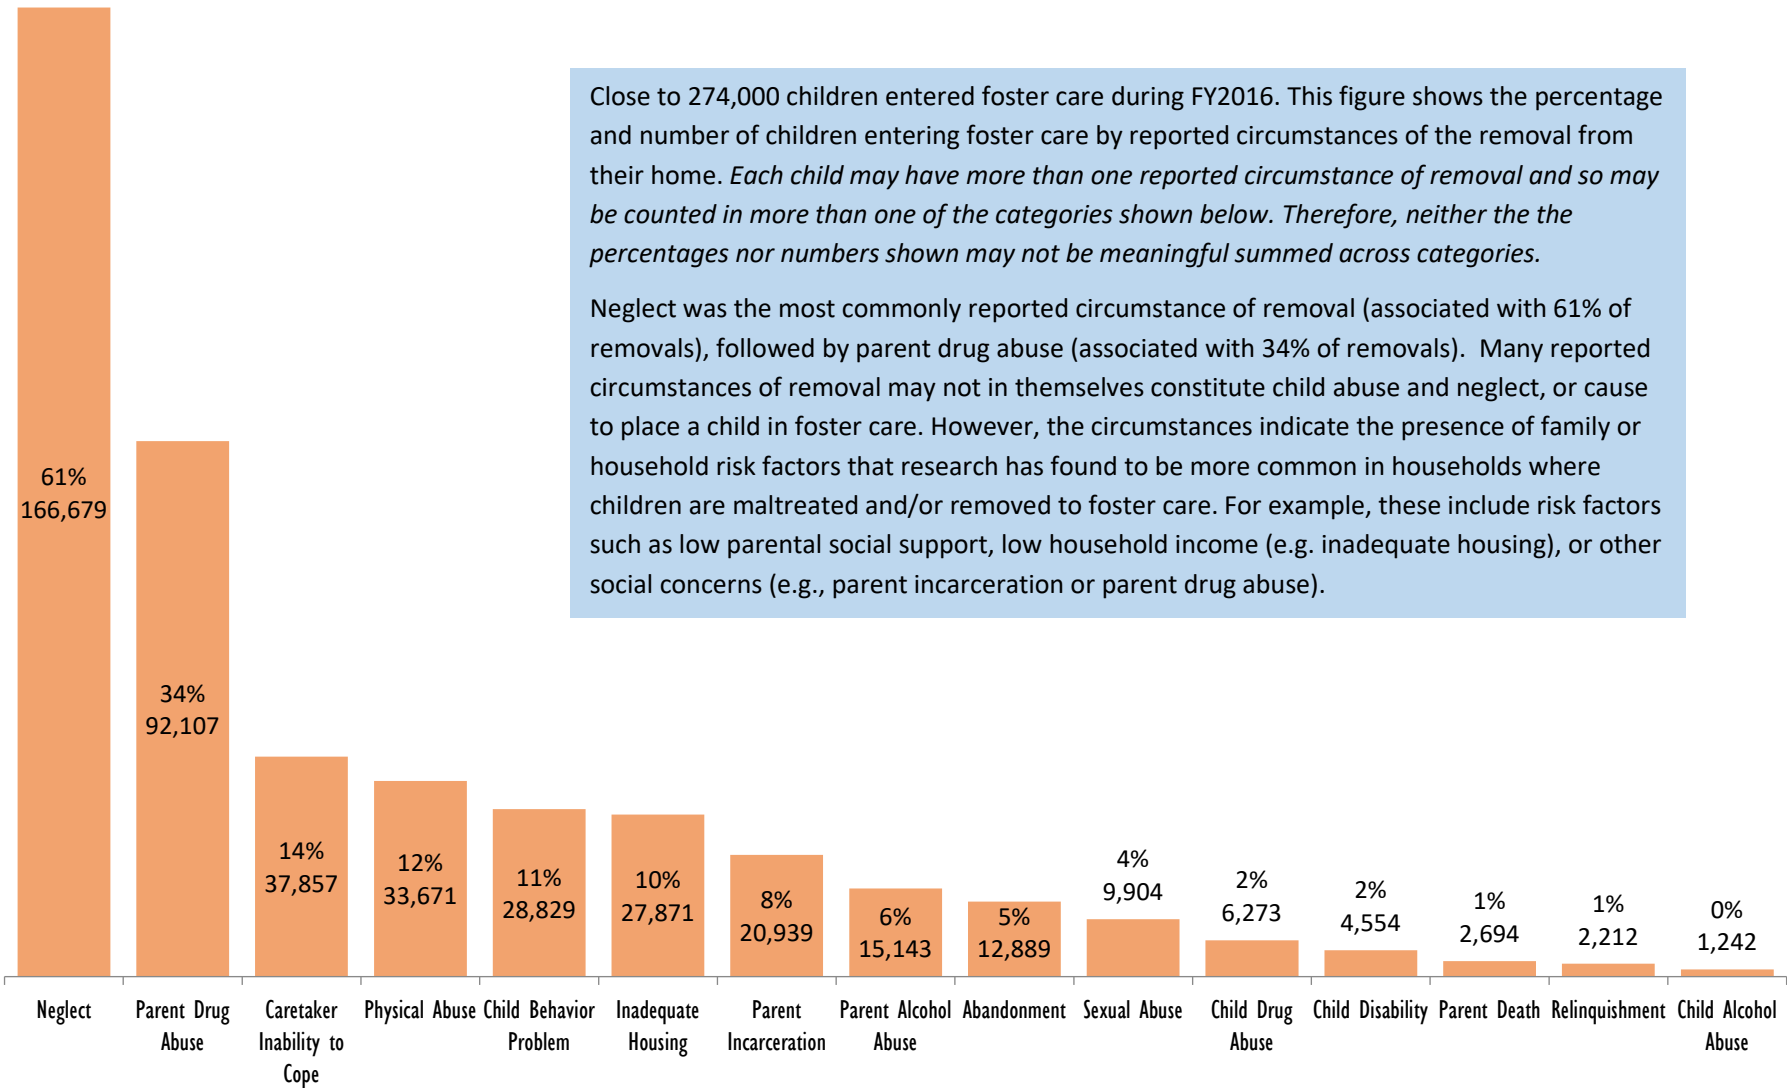 Close to 274,000 children entered foster care during FY2016. This figure shows the percentage
and number of children entering foster care by reported circumstances of the removal from
their home. Each child may have more than one reported circumstance of removal and so may
be counted in more than one of the categories shown below. Therefore, neither the the
percentages nor numbers shown may not be meaningful summed across categories.
Neglect was the most commonly reported circumstance of removal (associated with 61% of
removals), followed by parent drug abuse (associated with 34% of removals). Many reported
circumstances of removal may not in themselves constitute child abuse and neglect, or cause
to place a child in foster care. However, the circumstances indicate the presence of family or
household risk factors that research has found to be more common in households where
children are maltreated and/or removed to foster care. For example, these include risk factors
such as low parental social support, low household income (e.g. inadequate housing), or other
social concerns (e.g., parent incarceration or parent drug abuse).
61%
166,679
34%
92,107
14%
37,857
12%
33,671
11%
28,829
10%
27,871
8%
20,939
6%
15,143
5%
12,889
4%
9,904
2%
6,273
2%
4,554
1%
2,694
1%
2,212
0%
1,242
Neglect
Parent Drug
Abuse
Caretaker
Inability to
Cope
Physical Abuse
Child Behavior
Problem
Inadequate
Housing
Parent
Incarceration
Parent Alcohol
Abuse
Abandonment
Sexual Abuse
Child Drug
Abuse
Child Disability
Parent Death
Relinquishment
Child Alcohol
Abuse